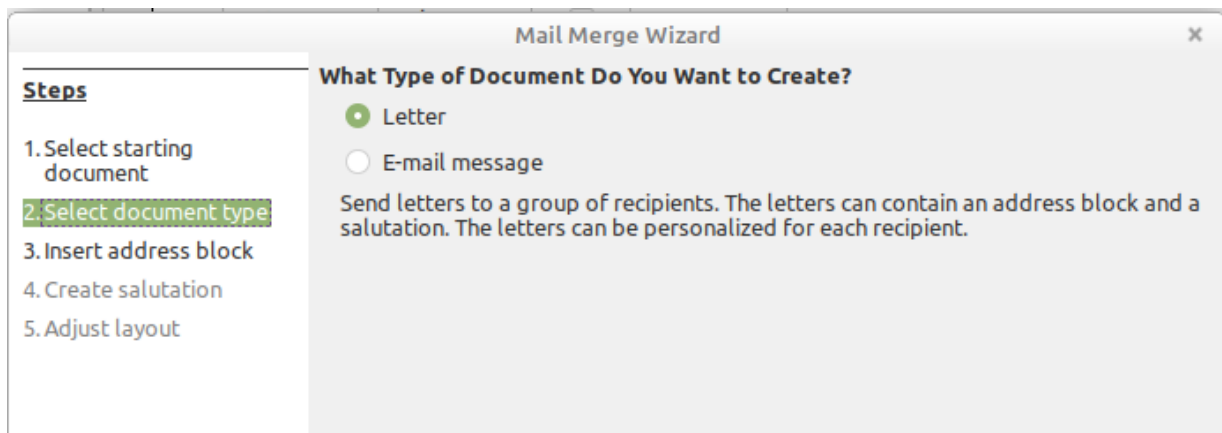 Mail Merge Wizard
Steps
1. Select starting
document
2. Select document type
3. Insert address block
4. Create salutation
5. Adjust layout
What Type of Document Do You Want to Create?
Letter
E-mail message
Send letters to a group of recipients. The letters can contain an address block and a
salutation. The letters can be personalized for each recipient.